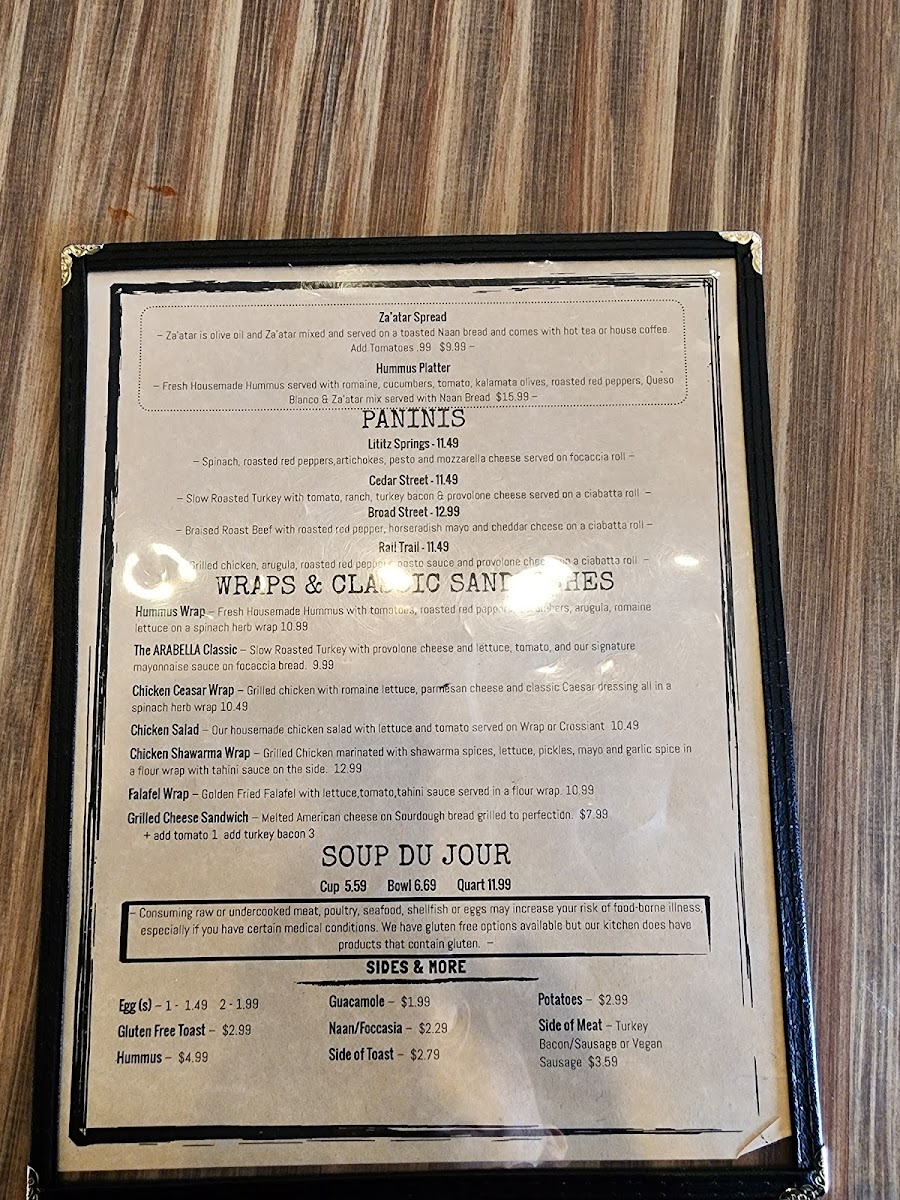 Za'atar Spread
– Za'atar is olive oil and Za'atar mixed and served on a toasted Naan bread and comes with hot tea or house coffee.
Add Tomatoes .99 $9.99 –
Hummus Platter
– Fresh Housemade Hummus served with romaine, cucumbers, tomato, kalamata olives, roasted red peppers, Queso
Blanco & Za'atar mix served with Naan Bread $15.99 –
PANINIS
Lititz Springs - 11.49
– Spinach, roasted red peppers,artichokes, pesto and mozzarella cheese served on focaccia roll –
Cedar Street - 11.49
– Slow Roasted Turkey with tomato, ranch, turkey bacon & provolone cheese served on a ciabatta roll –
Broad Street - 12.99
– Braised Roast Beef with roasted red pepper, horseradish mayo and cheddar cheese on a ciabatta roll –
Rail Trail - 11.49
Grilled chicken, arugula, roasted red pepper, pesto sauce and provolone cheese on a ciabatta roll –
WRAPS & CLASSIC SANDWICHES
Hummus Wrap – Fresh Housemade Hummus with tomatoes, roasted red peppers, arugula, romaine
lettuce on a spinach herb wrap 10.99
The ARABELLA Classic – Slow Roasted Turkey with provolone cheese and lettuce, tomato, and our signature
mayonnaise sauce on focaccia bread. 9.99
Chicken Ceasar Wrap – Grilled chicken with romaine lettuce, parmesan cheese and classic Caesar dressing all in a
spinach herb wrap 10.49
Chicken Salad – Our housemade chicken salad with lettuce and tomato served on Wrap or Crossiant 10.49
Chicken Shawarma Wrap – Grilled Chicken marinated with shawarma spices, lettuce, pickles, mayo and garlic spice in
a flour wrap with tahini sauce on the side. 12.99
Falafel Wrap – Golden Fried Falafel with lettuce,tomato,tahini sauce served in a flour wrap. 10.99
Grilled Cheese Sandwich – Melted American cheese on Sourdough bread grilled to perfection. $7.99
+ add tomato 1 add turkey bacon 3
SOUP DU JOUR
Cup 5.59 Bowl 6.69 Quart 11.99
– Consuming raw or undercooked meat, poultry, seafood, shellfish or eggs may increase your risk of food-borne illness,
especially if you have certain medical conditions. We have gluten free options available but our kitchen does have
products that contain gluten. –
SIDES & MORE
Egg (s) – 1 - 1.49 2 - 1.99
Gluten Free Toast – $2.99
Hummus – $4.99
Guacamole – $1.99
Naan/Foccasia – $2.29
Side of Toast – $2.79
Potatoes – $2.99
Side of Meat – Turkey
Bacon/Sausage or Vegan
Sausage $3.59